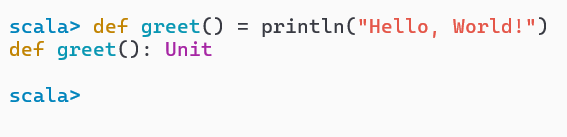 scala> def greet() = println("Hello, World!")
def greet(): Unit
scala>